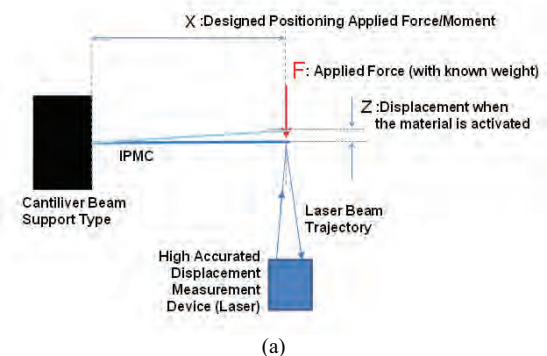 X :Designed Positioning Applied Force/Moment
F: Applied Force (with known weight)
Z :Displacement when
the material is activated
IPMC
Cantiliver Beam
Support Type
Laser Beam
Trajectory
High Accurated
Displacement
Measurement
Device (Laser)
(a)